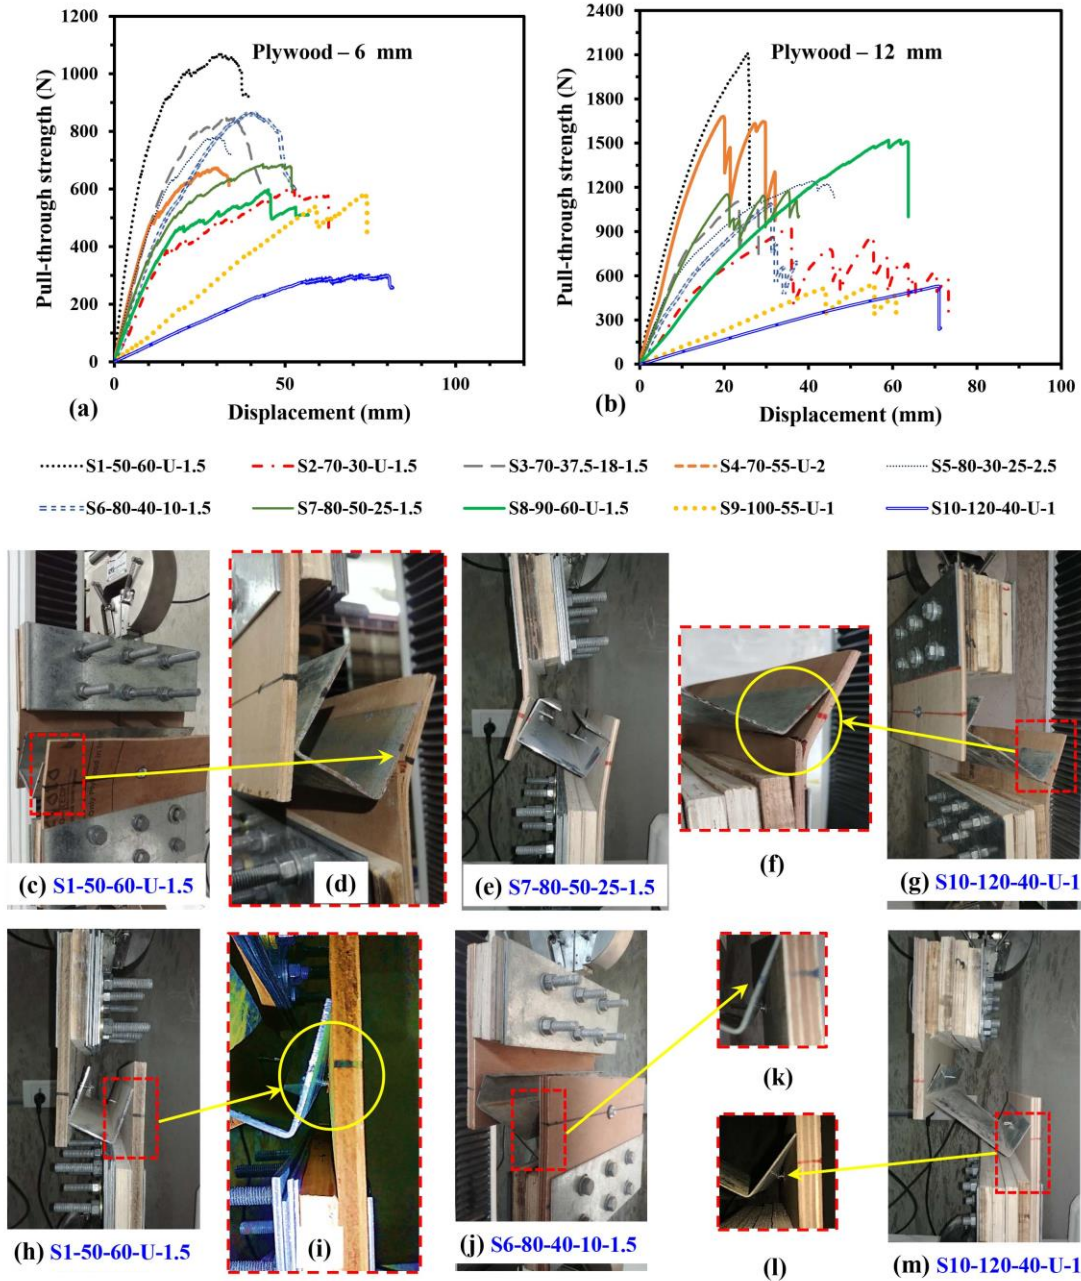 Plywood – 6 mm
Pull-through strength (N)
1200
1000
800
600
400
200
0
0
50
100
Displacement (mm)
(a)
Plywood – 12 mm
Pull-through strength (N)
2400
2100
1800
1500
1200
900
600
300
0
0
20
40
60
80
100
Displacement (mm)
(b)
S1-50-60-U-1.5
S2-70-30-U-1.5
S3-70-37.5-18-1.5
S4-70-55-U-2
S5-80-30-25-2.5
S6-80-40-10-1.5
S7-80-50-25-1.5
S8-90-60-U-1.5
S9-100-55-U-1
S10-120-40-U-1
(c) S1-50-60-U-1.5
(d)
(e) S7-80-50-25-1.5
(f)
(g) S10-120-40-U-1
(h) S1-50-60-U-1.5
(i)
(j) S6-80-40-10-1.5
(k)
(l)
(m) S10-120-40-U-1